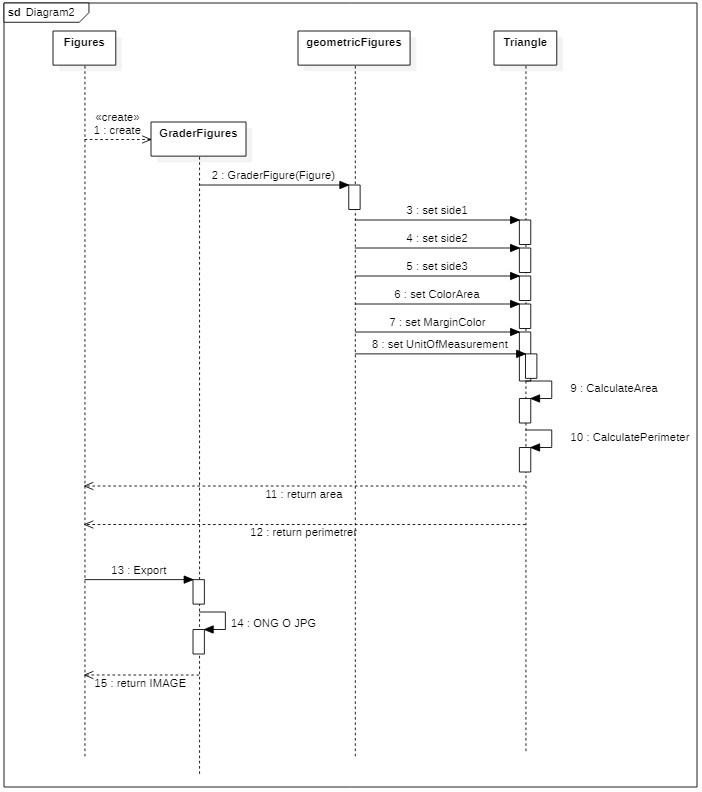 sd Diagram2
Figures
geometricFigures
Triangle
«create»
1 : create
GraderFigures
2 : GraderFigure(Figure)
3 : set side1
4 : set side2
5 : set side3
6 : set ColorArea
7 : set MarginColor
8 : set UnitOfMeasurement
9 : CalculateArea
10 : CalculatePerimeter
11 : return area
12 : return perimetrer
13 : Export
14 : ONG O JPG
15 : return IMAGE